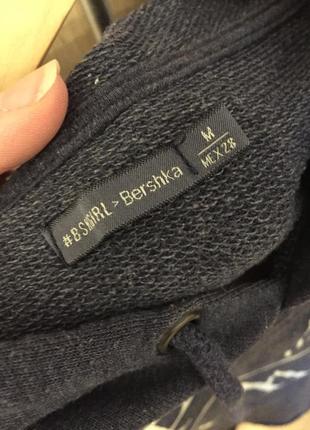 #BSKGIRL > Bershka
M
MEX 28